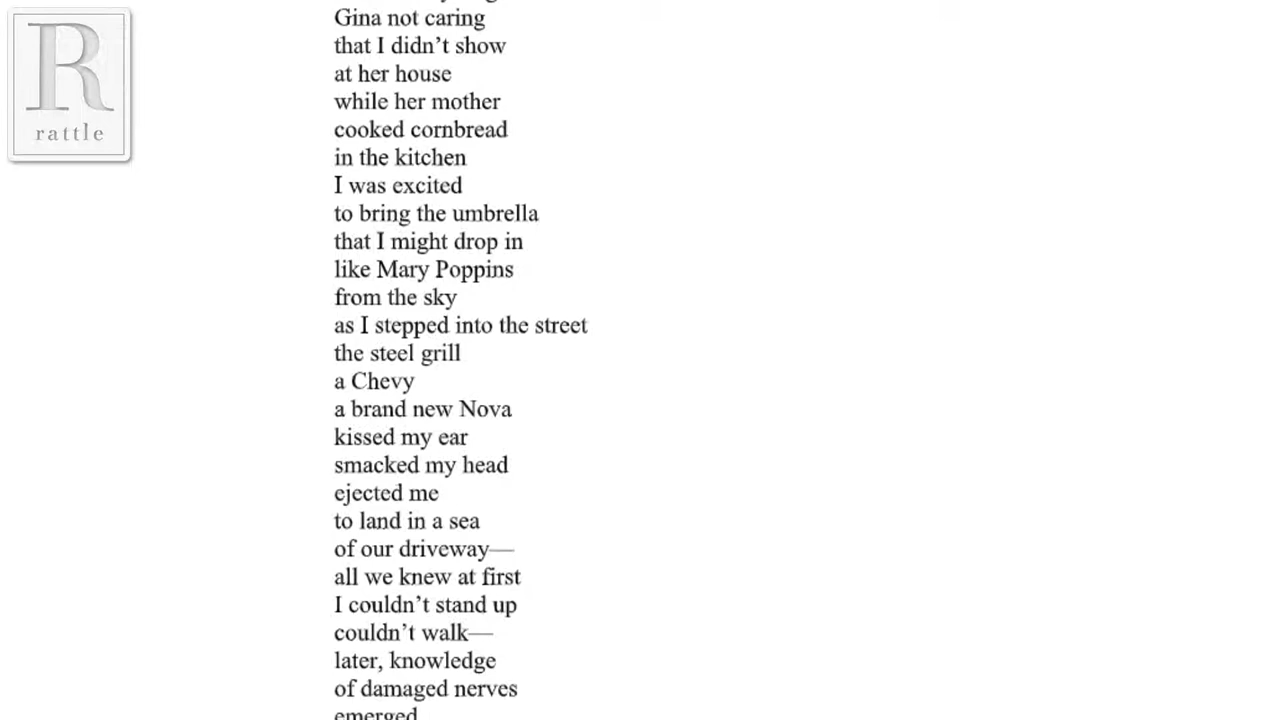 R
rattle
Gina not caring
that I didn’t show
at her house
while her mother
cooked cornbread
in the kitchen
I was excited
to bring the umbrella
that I might drop in
like Mary Poppins
from the sky
as I stepped into the street
the steel grill
a Chevy
a brand new Nova
kissed my ear
smacked my head
ejected me
to land in a sea
of our driveway—
all we knew at first
I couldn’t stand up
couldn’t walk—
later, knowledge
of damaged nerves
emerged